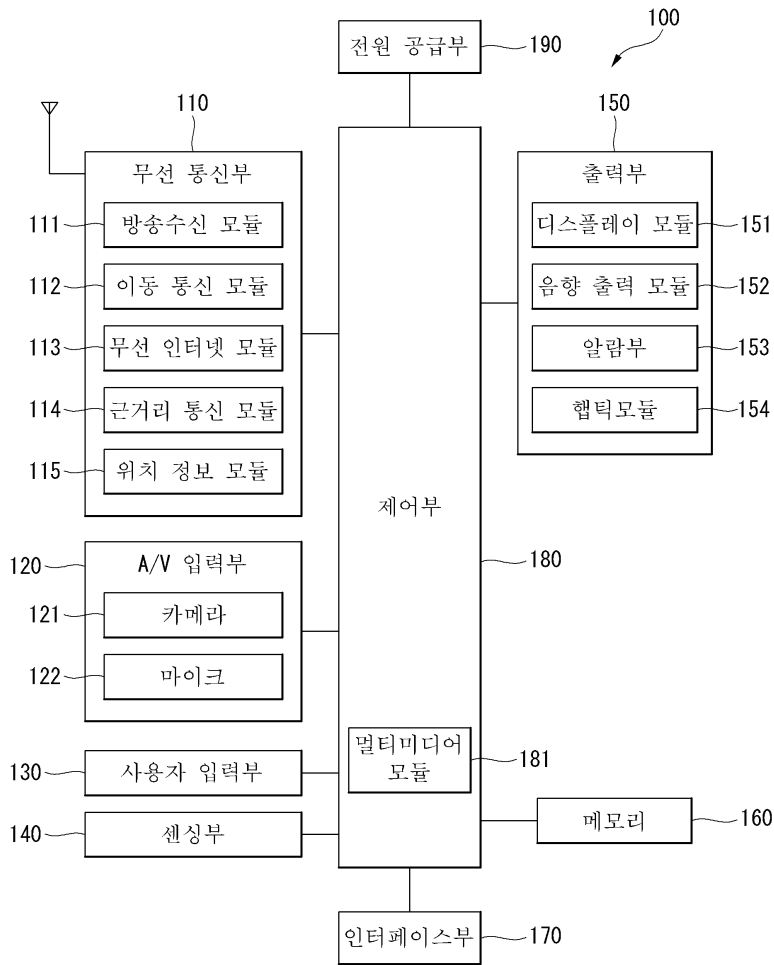 전원 공급부
190
100
110
무선 통신부
111
방송수신 모듈
112
이동 통신 모듈
113
무선 인터넷 모듈
114
근거리 통신 모듈
115
위치 정보 모듈
120
A/V 입력부
121
카메라
122
마이크
130
사용자 입력부
140
센싱부
제어부
180
멀티미디어
모듈
181
150
출력부
디스플레이 모듈
151
음향 출력 모듈
152
알람부
153
햅틱모듈
154
메모리
160
인터페이스부
170